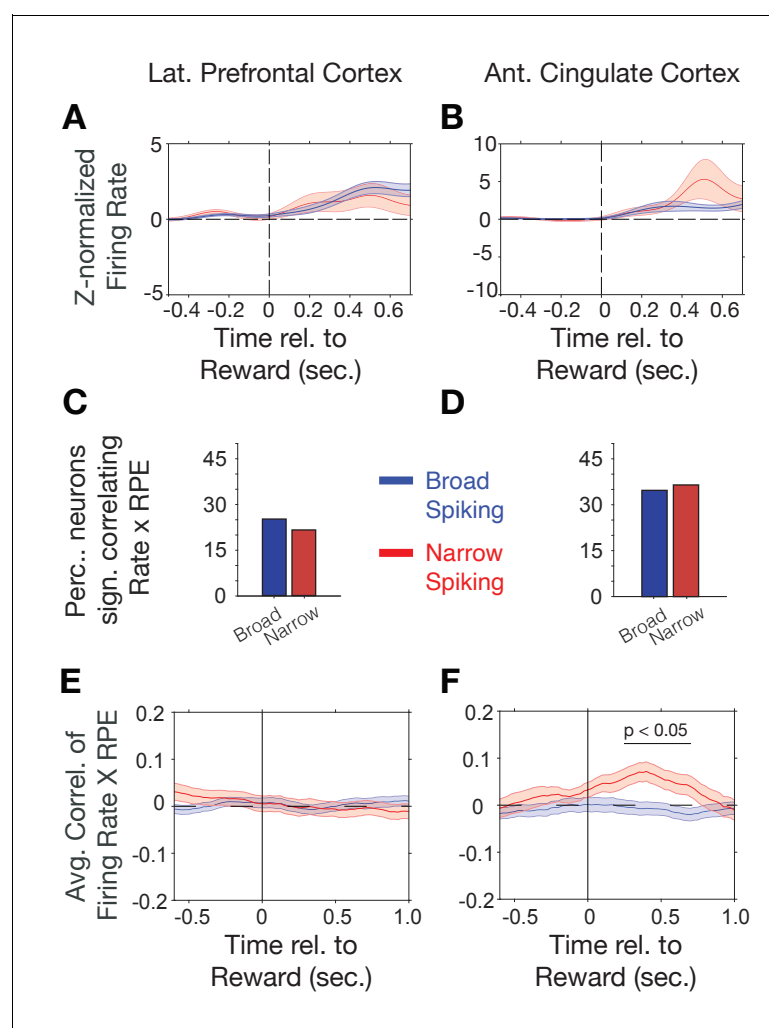 Lat. Prefrontal Cortex
Ant. Cingulate Cortex
A
B
Z-normalized
Firing Rate
5
0
-5
-0.4 -0.2 0 0.2 0.4 0.6
Time rel. to
Reward (sec.)
10
5
0
-5
-10
-0.4 -0.2 0 0.2 0.4 0.6
Time rel. to
Reward (sec.)
C
D
Perc.. neurons
sign. correlating
Rate x RPE
45
30
15
0
Broad
Narrow
Broad
Spiking
Narrow
Spiking
45
30
15
0
Broad
Narrow
E
F
Avg. Correl. of
Firing Rate X RPE
0.2
0.1
0
-0.1
-0.2
-0.5 0 0.5 1.0
Time rel. to
Reward (sec.)
0.2
p < 0.05
0.1
0
-0.1
-0.2
-0.5 0 0.5 1.0
Time rel. to
Reward (sec.)